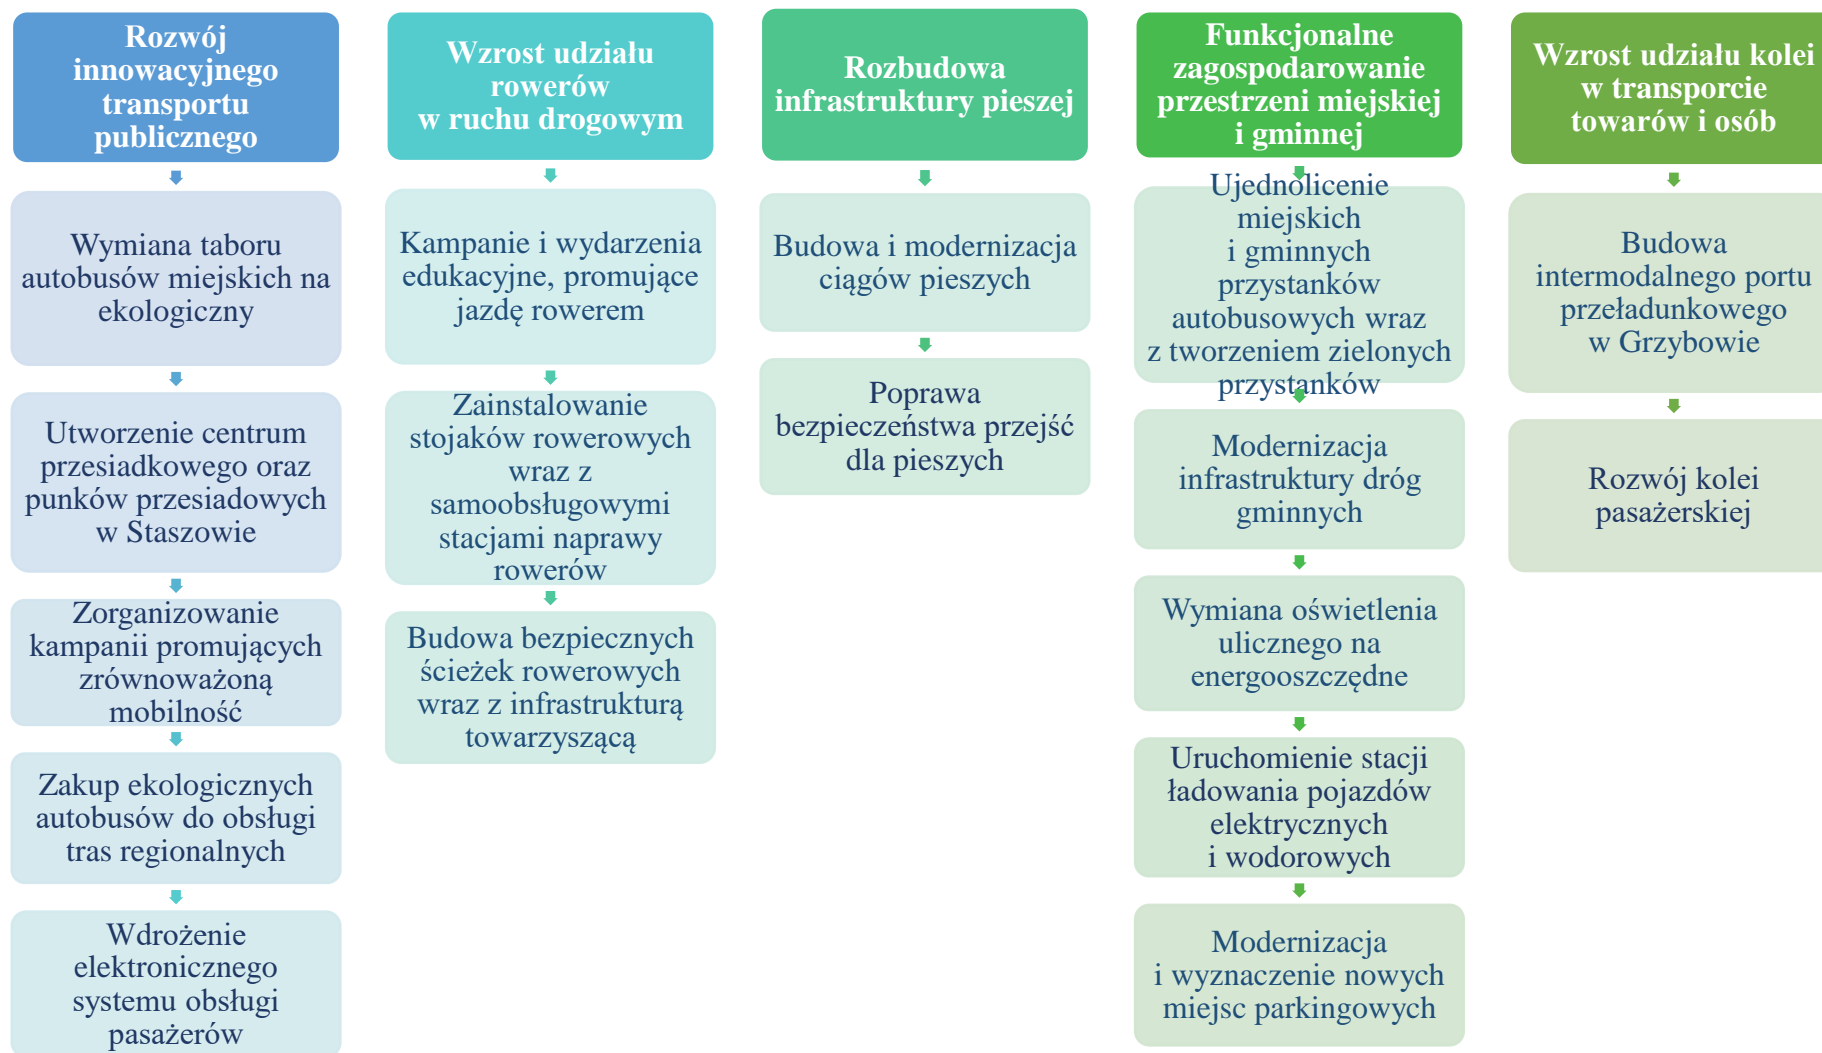 Rozwój
innowacyjnego
transportu
publicznego
Wymiana taboru
autobusów miejskich na
ekologiczny
Utworzenie centrum
przesiadkowego oraz
punków przesiadowych
w Staszowie
Zorganizowanie
kampanii promujących
zrównoważoną
mobilność
Zakup ekologicznych
autobusów do obsługi
tras regionalnych
Wdrożenie
elektronicznego
systemu obsługi
pasażerów
Wzrost udziału
rowerów
w ruchu drogowym
Kampanie i wydarzenia
edukacyjne, promujące
jazdę rowerem
Zainstalowanie
stojaków rowerowych
wraz z
samoobsługowymi
stacjami naprawy
rowerów
Budowa bezpiecznych
ścieżek rowerowych
wraz z infrastrukturą
towarzyszącą
Rozbudowa
infrastruktury pieszej
Budowa i modernizacja
ciągów pieszych
Poprawa
bezpieczeństwa przejść
dla pieszych
Funkcjonalne
zagospodarowanie
przestrzeni miejskiej
i gminnej
Ujednolicenie
miejskich
i gminnych
przystanków
autobusowych wraz
z tworzeniem zielonych
przystanków
Modernizacja
infrastruktury dróg
gminnych
Wymiana oświetlenia
ulicznego na
energooszczędne
Uruchomienie stacji
ładowania pojazdów
elektrycznych
i wodorowych
Modernizacja
i wyznaczenie nowych
miejsc parkingowych
Wzrost udziału kolei
w transporcie
towarów i osób
Budowa
intermodalnego portu
przeładunkowego
w Grzybowie
Rozwój kolei
pasażerskiej